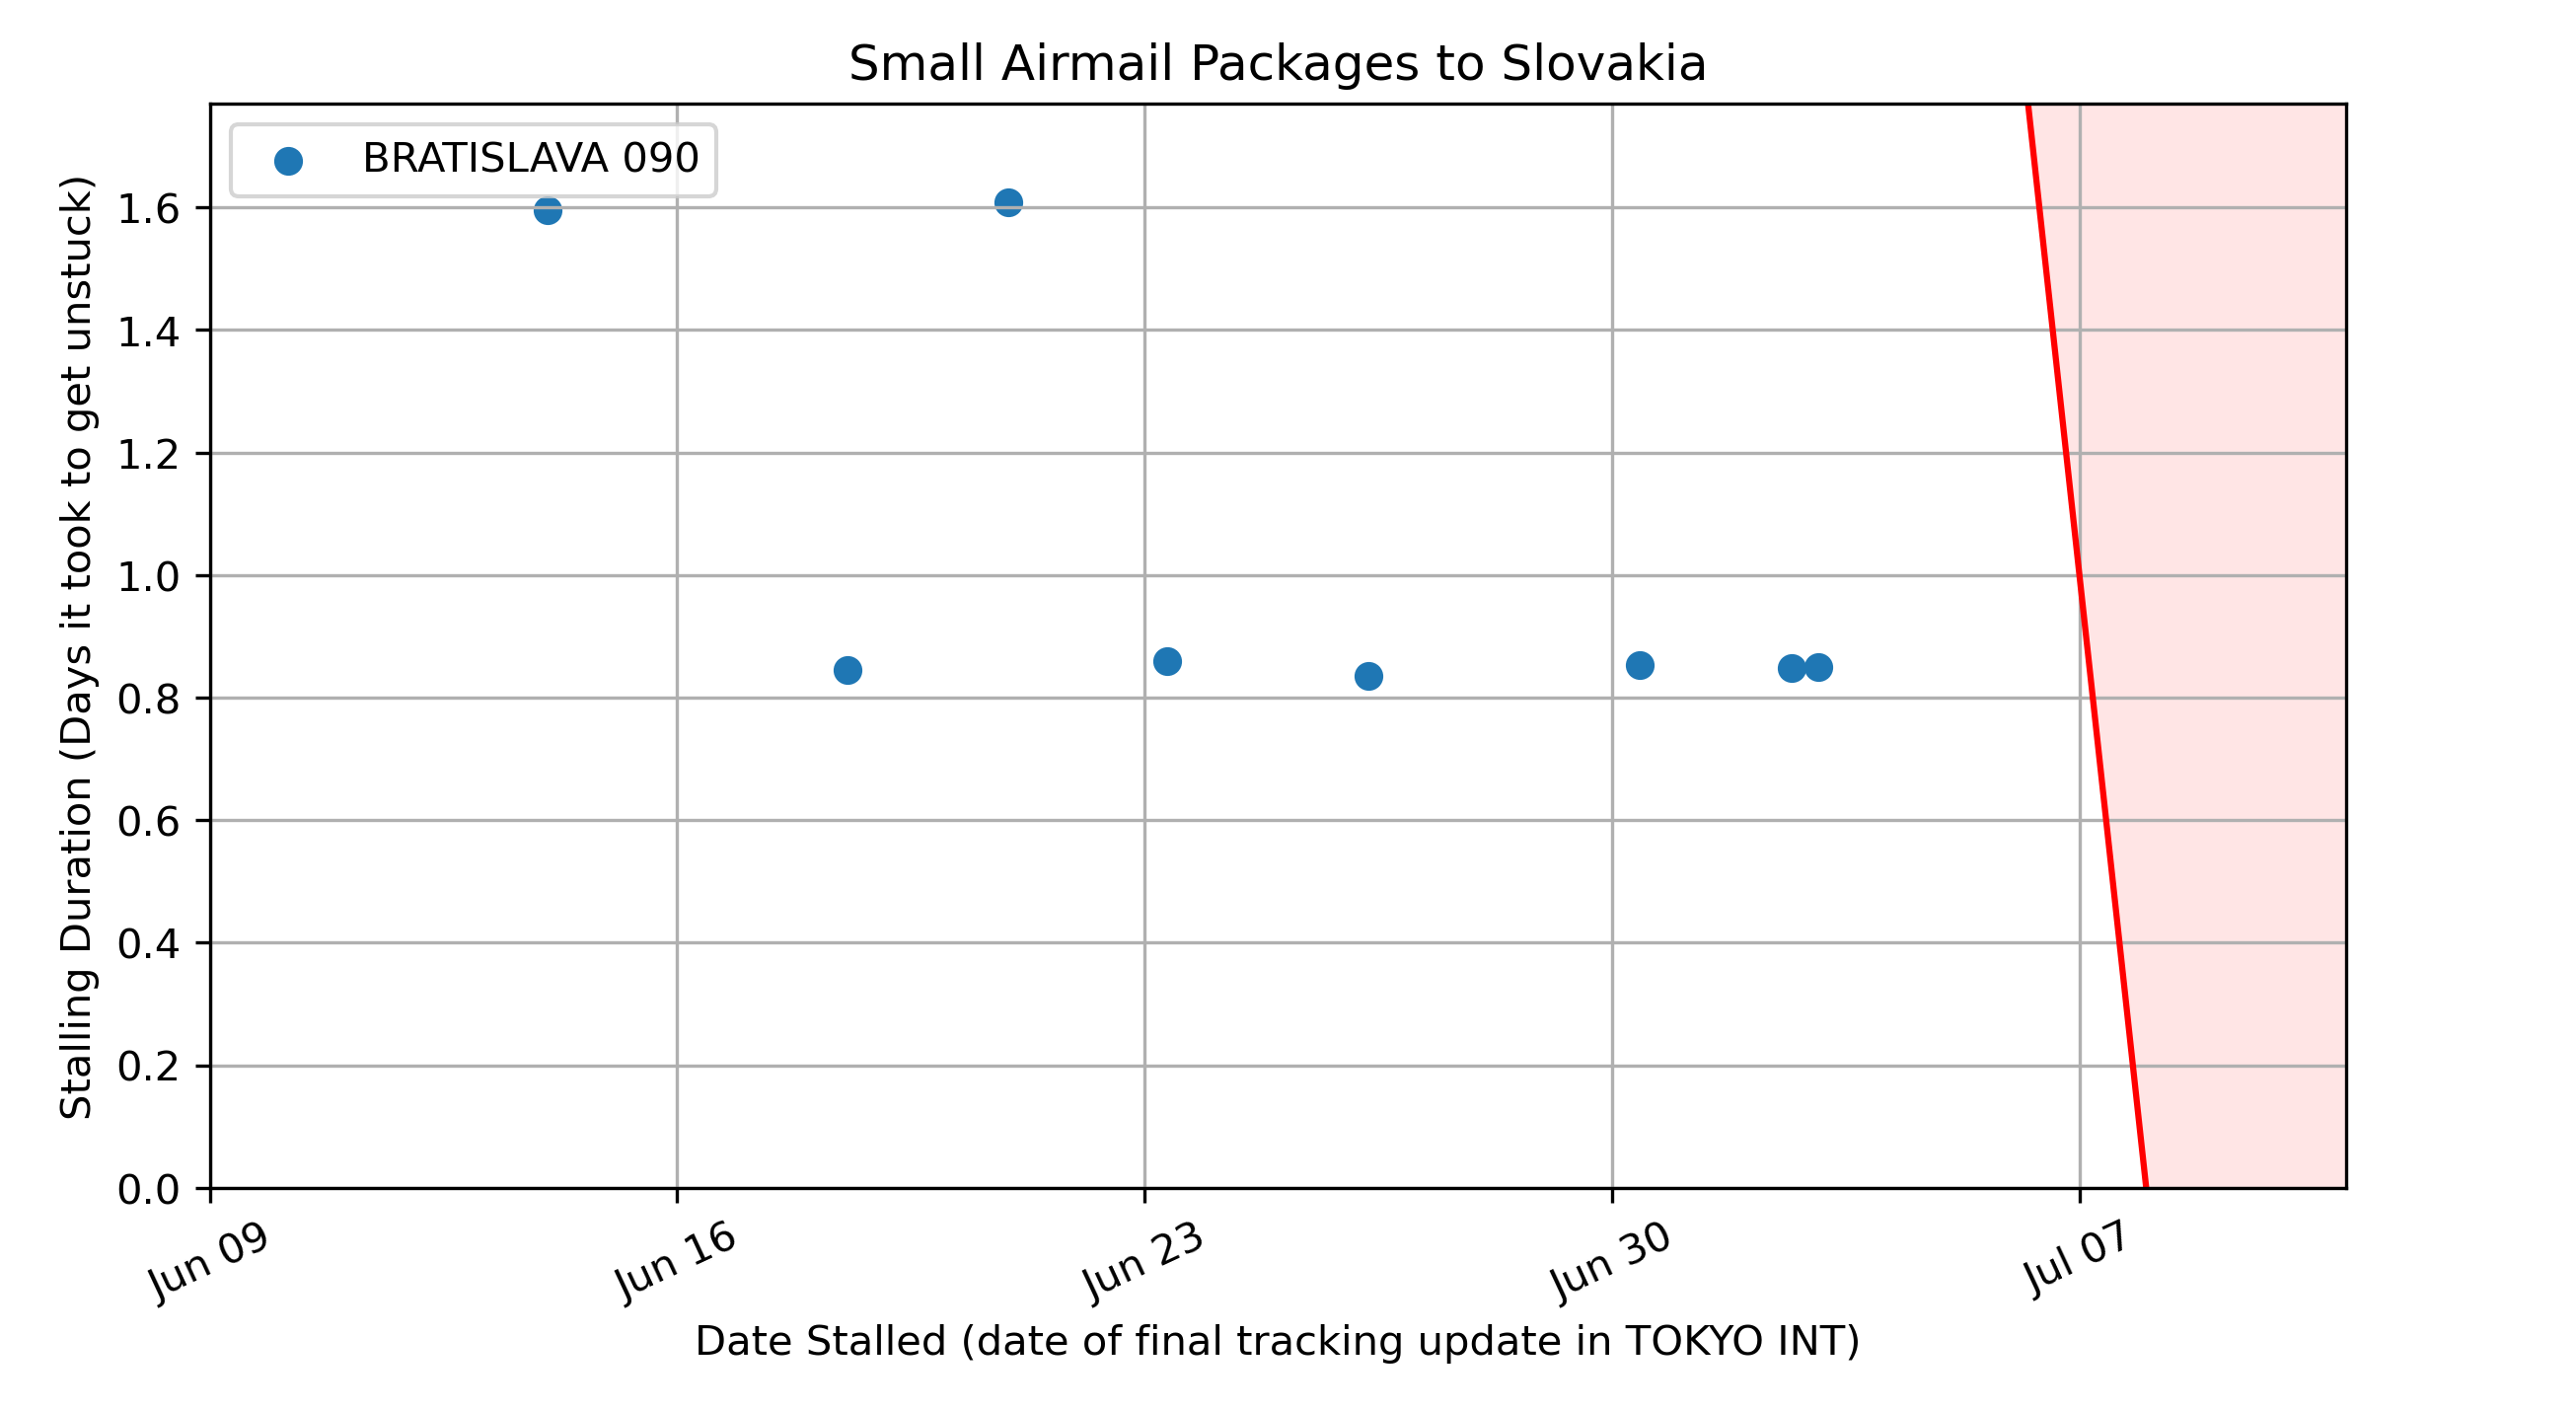 Small Airmail Packages to Slovakia
BRATISLAVA 090
Stalling Duration (Days it took to get unstuck)
1.6
1.4
1.2
1.0
0.8
0.6
0.4
0.2
0.0
Jun 09
Jun 16
Jun 23
Jun 30
Jul 07
Date Stalled (date of final tracking update in TOKYO INT)